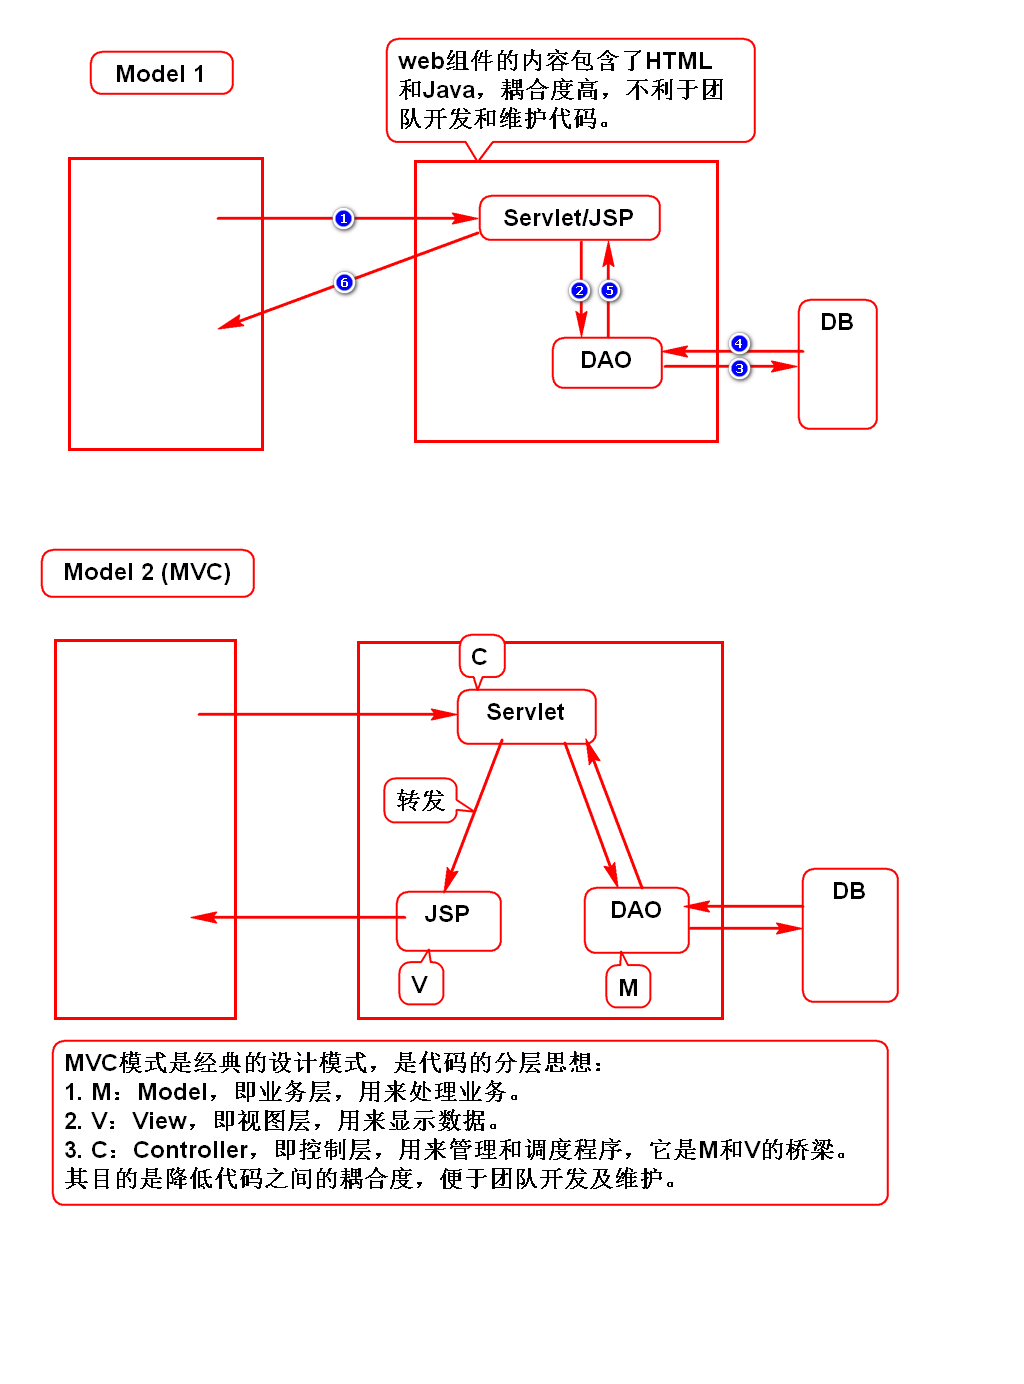 Model 1
web组件的内容包含了HTML
和Java，耦合度高，不利于团
队开发和维护代码。
1
Servlet/JSP
6
2
5
DB
4
3
DAO
Model 2 (MVC)
C
Servlet
转发
JSP
DAO
DB
V
M
MVC模式是经典的设计模式，是代码的分层思想：
1. M：Model，即业务层，用来处理业务。
2. V：View，即视图层，用来显示数据。
3. C：Controller，即控制层，用来管理和调度程序，它是M和V的桥梁。
其目的是降低代码之间的耦合度，便于团队开发及维护。